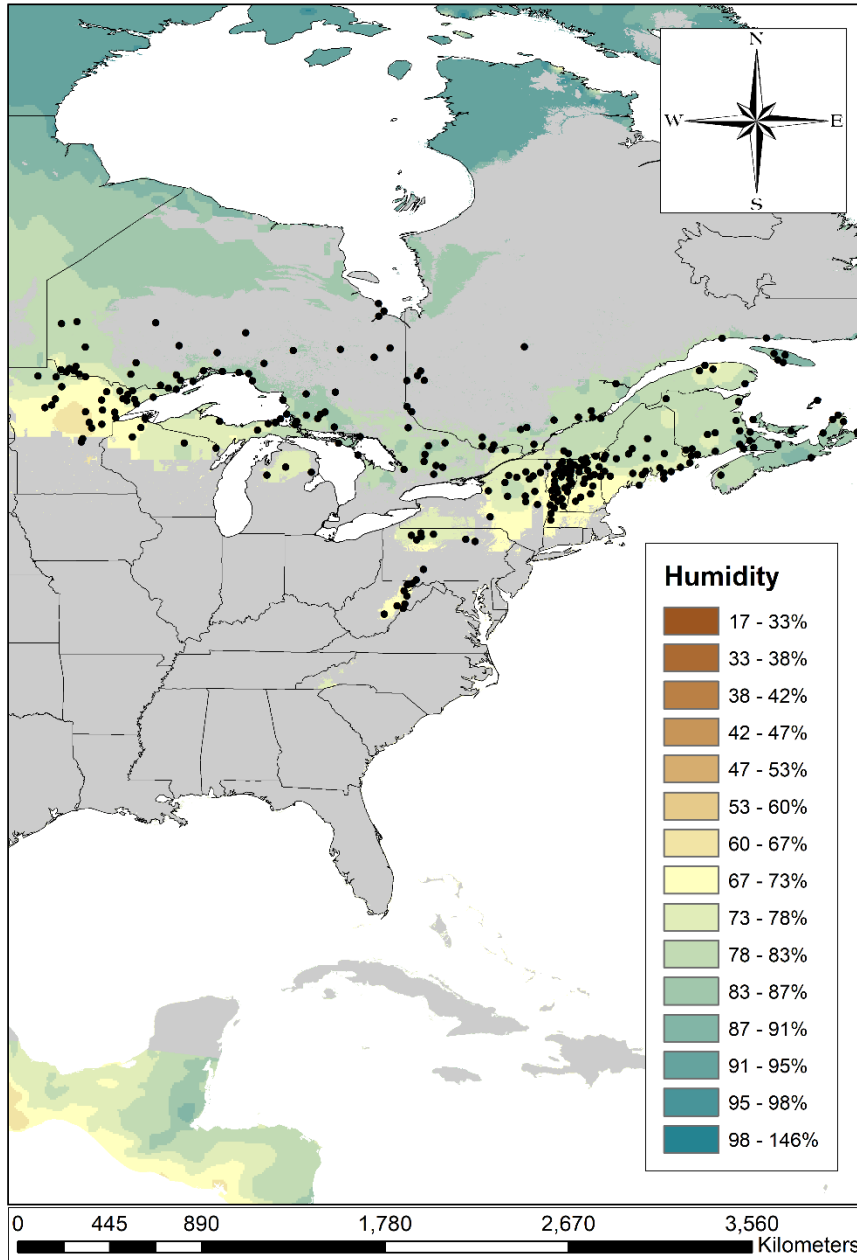 N
W
E
S
Humidity
17 - 33%
33 - 38%
38 - 42%
42 - 47%
47 - 53%
53 - 60%
60 - 67%
67 - 73%
73 - 78%
78 - 83%
83 - 87%
87 - 91%
91 - 95%
95 - 98%
98 - 146%
0 445 890 1,780 2,670 3,560
Kilometers